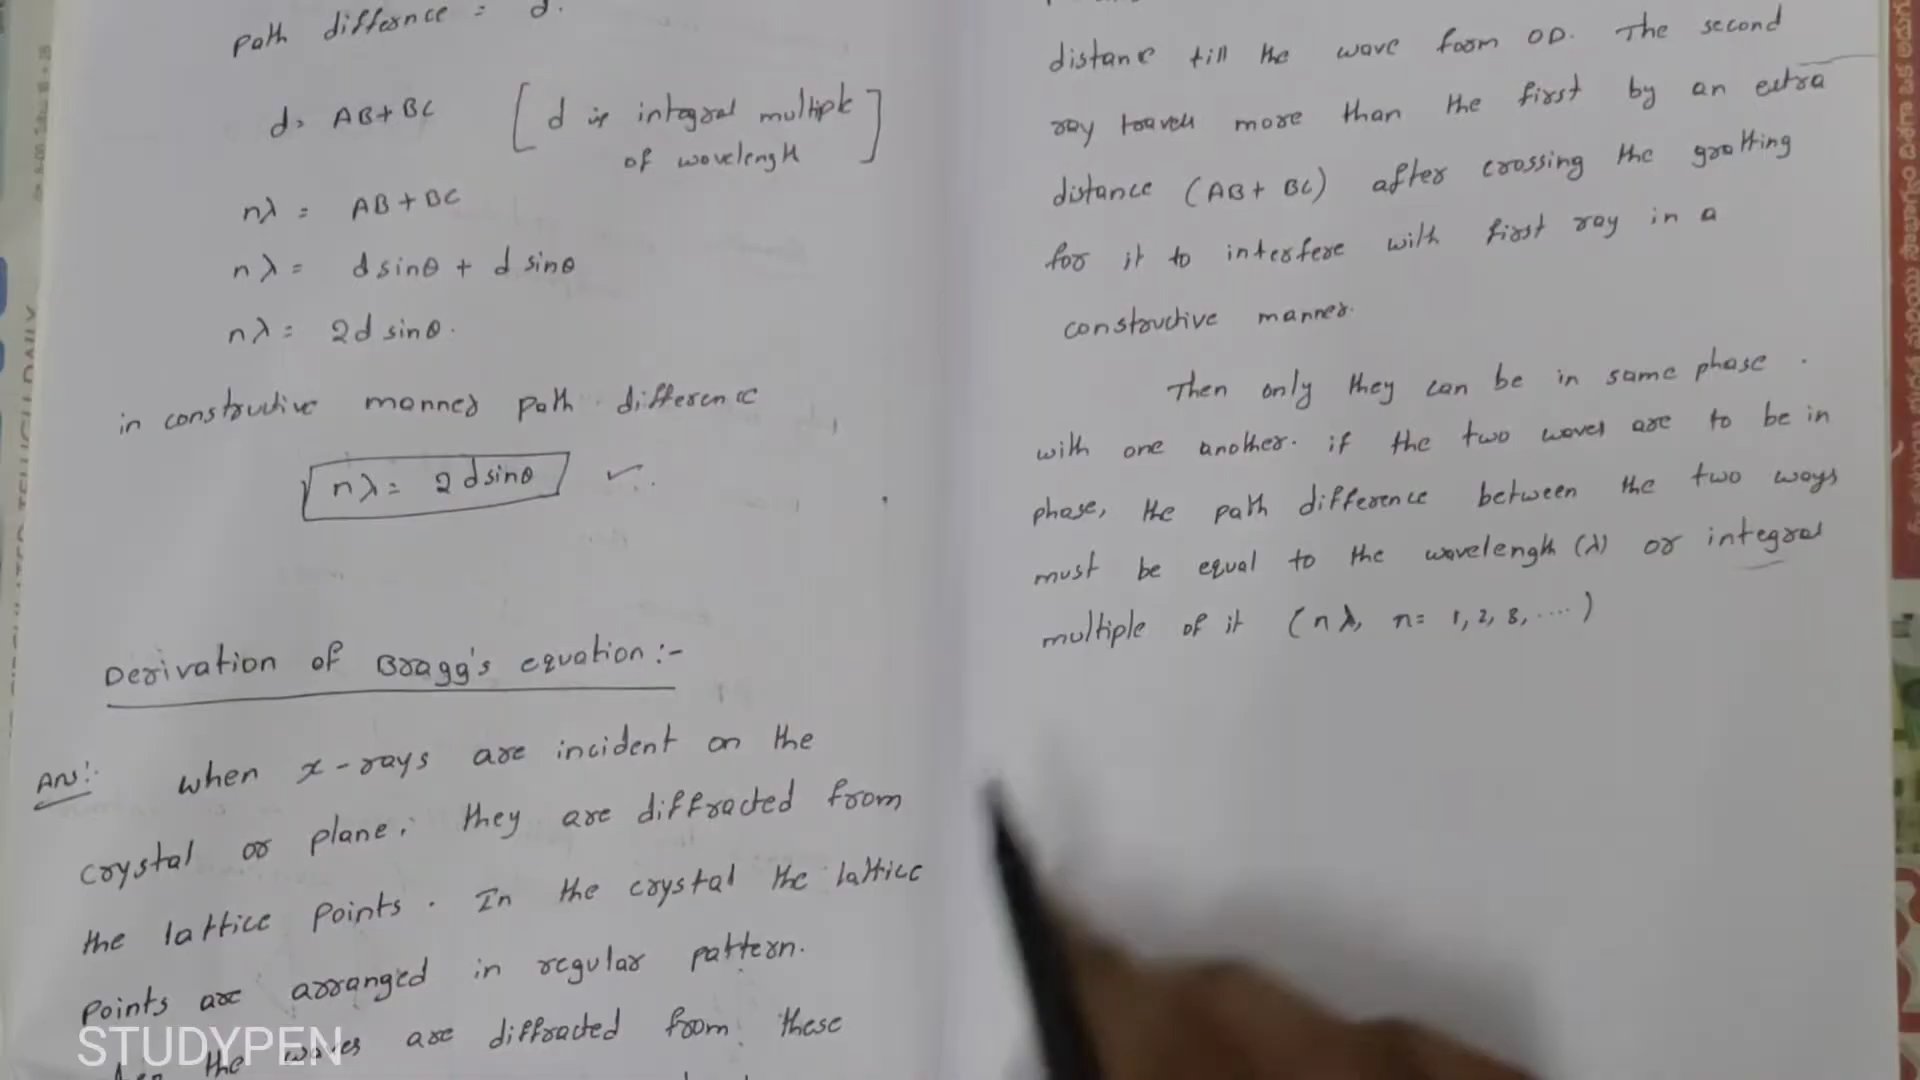 path differnce = d.
d = AB+BC [d is integral multiple
of wavelength]
nλ = AB+BC
nλ = d sinθ + d sinθ
nλ = 2d sinθ.
in constructive manner path difference
nλ = 2d sinθ ✓
Derivation of Bragg's equation:-
Ans:- when x-rays are incident on the
crystal or plane. they are diffracted from
the lattice points. In the crystal the lattice
points are arranged in regular pattern.
the waves are diffracted from these
STUDYPEN
distance till the wave from OD. The second
ray travels more than the first by an extra
distance (AB+ BC) after crossing the gratting
for it to interfere with first ray in a
constructive manner.
Then only they can be in same phase.
with one another. if the two waves are to be in
phase, the path difference between the two ways
must be equal to the wavelength (λ) or integral
multiple of it (nλ, n= 1, 2, 3, ....)